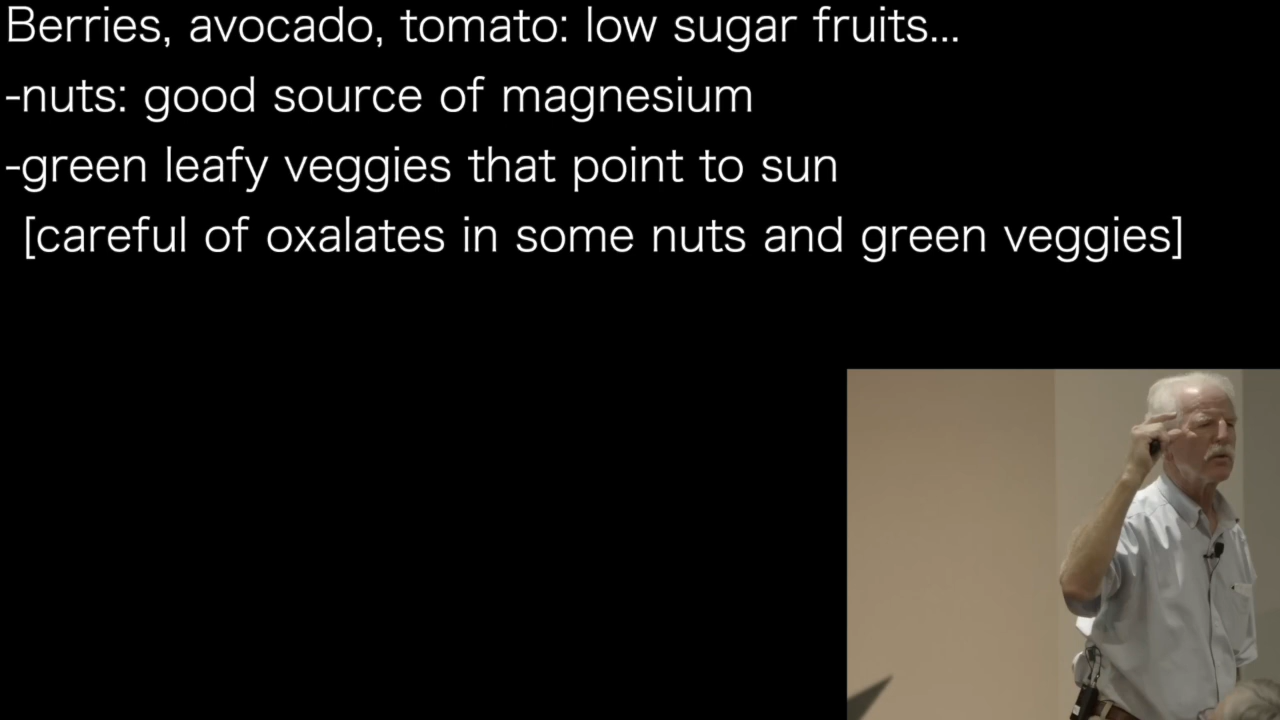 Berries, avocado, tomato: low sugar fruits...
-nuts: good source of magnesium
-green leafy veggies that point to sun
[careful of oxalates in some nuts and green veggies]